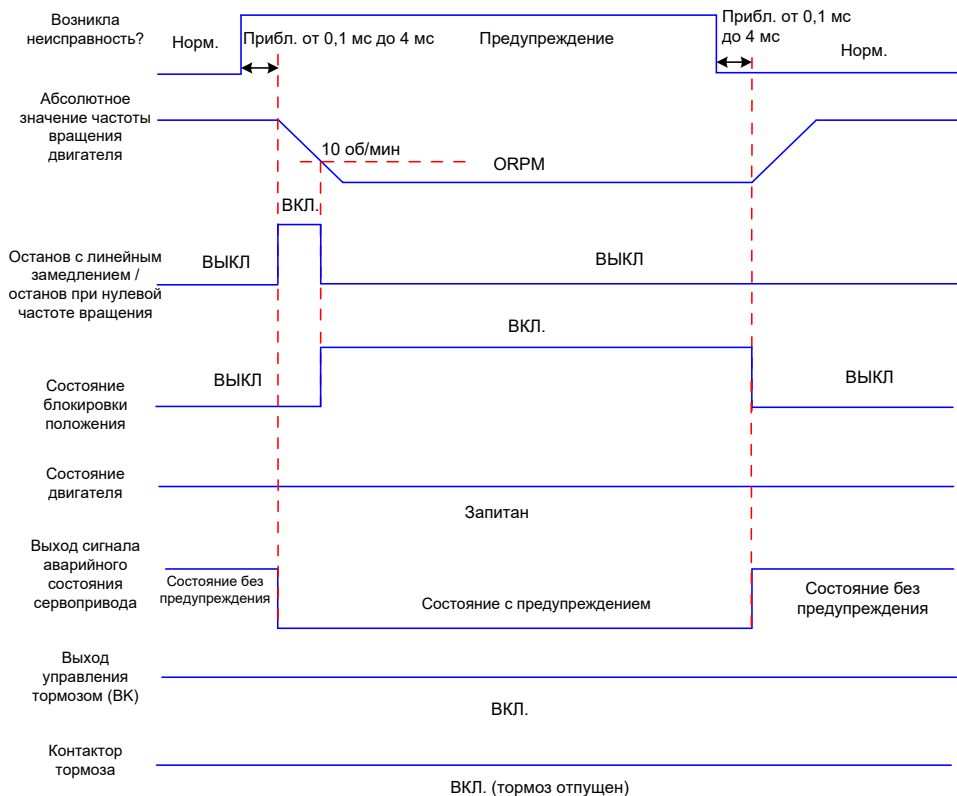 Возникла
неисправность?
Норм.
Прибл. от 0,1 мс до 4 мс
Предупреждение
Прибл. от 0,1 мс
до 4 мс
Норм.
Абсолютное
значение частоты
вращения
двигателя
10 об/мин
ORPM
ВКЛ.
Останов с линейным
замедлением /
останов при нулевой
частоте вращения
ВЫКЛ
ВЫКЛ
ВКЛ.
Состояние
блокировки
положения
ВЫКЛ
ВЫКЛ
Состояние
двигателя
Запитан
Выход сигнала
аварийного
состояния
сервопривода
Состояние без
предупреждения
Состояние с предупреждением
Состояние без
предупреждения
Выход
управления
тормозом (BK)
ВКЛ.
Контактор
тормоза
ВКЛ. (тормоз отпущен)